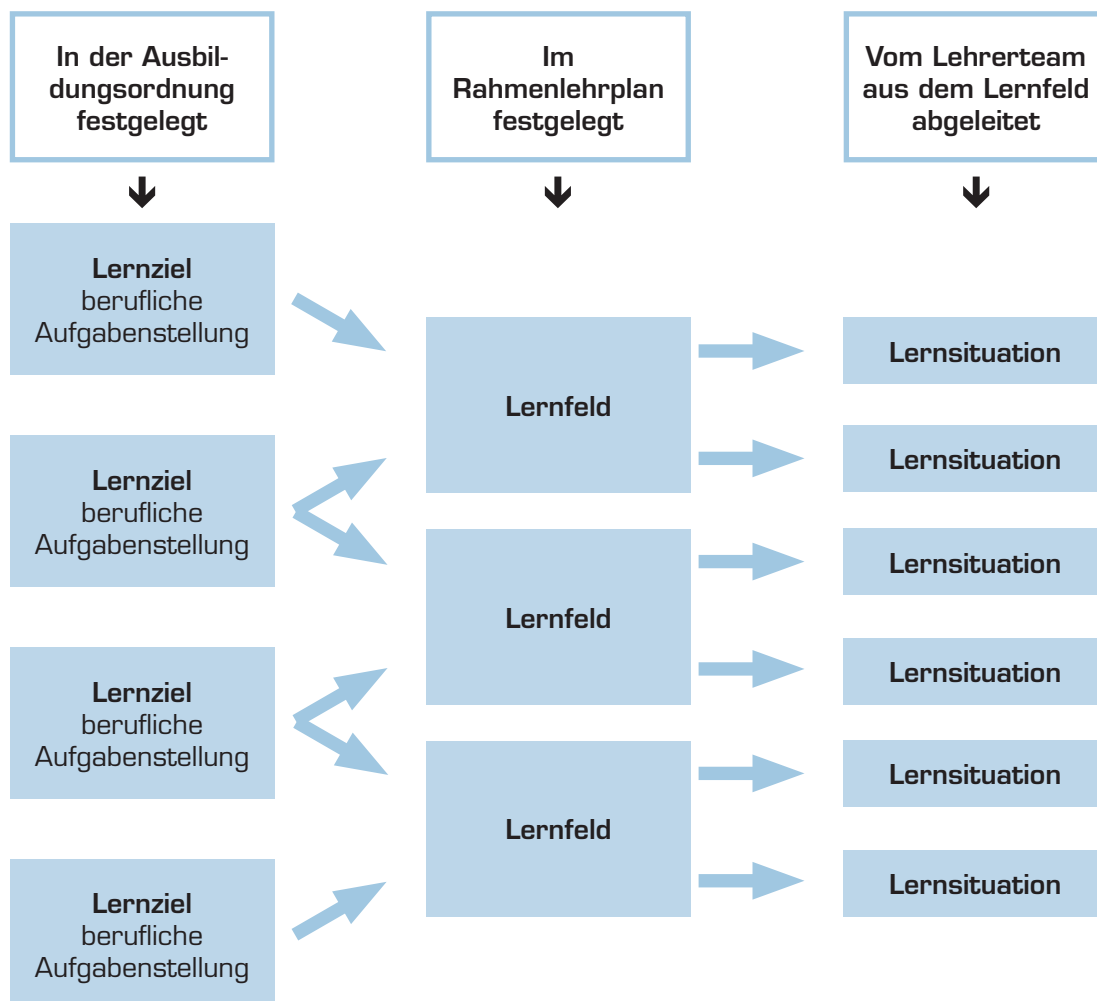 In der Ausbil-
dungsordnung
festgelegt
Im
Rahmenlehrplan
festgelegt
Vom Lehrerteam
aus dem Lernfeld
abgeleitet
Lernziel
berufliche
Aufgabenstellung
Lernziel
berufliche
Aufgabenstellung
Lernziel
berufliche
Aufgabenstellung
Lernziel
berufliche
Aufgabenstellung
Lernfeld
Lernfeld
Lernfeld
Lernsituation
Lernsituation
Lernsituation
Lernsituation
Lernsituation
Lernsituation